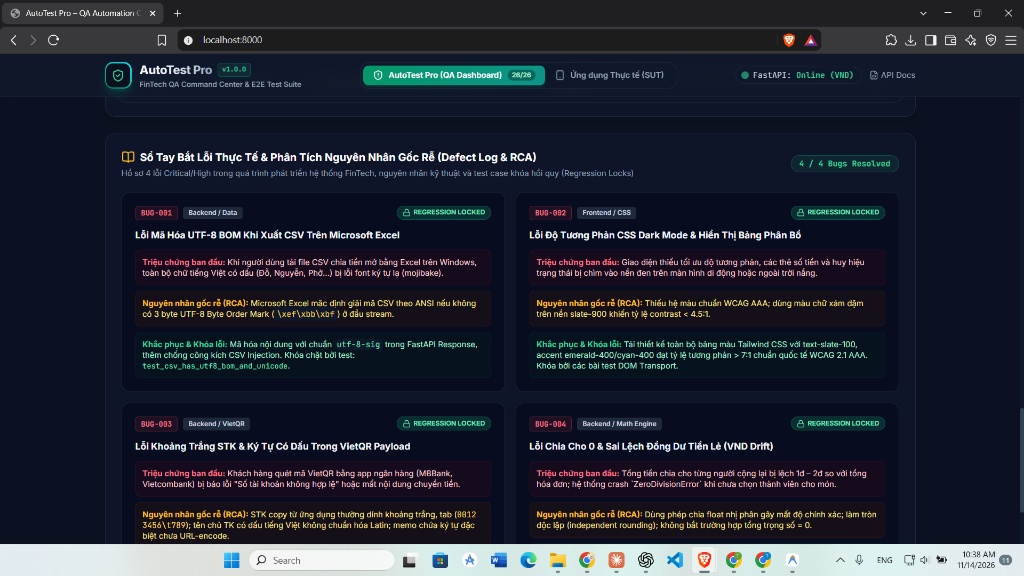 AutoTest Pro – QA Automation C
localhost:8000
AutoTest Pro v1.0.0
FinTech QA Command Center & E2E Test Suite
AutoTest Pro (QA Dashboard) 26/26
Ứng dụng Thực tế (SUT)
FastAPI: Online (VND)
API Docs
Sổ Tay Bắt Lỗi Thực Tế & Phân Tích Nguyên Nhân Gốc Rễ (Defect Log & RCA)
Hồ sơ 4 lỗi Critical/High trong quá trình phát triển hệ thống FinTech, nguyên nhân kỹ thuật và test case khóa hồi quy (Regression Locks)
4 / 4 Bugs Resolved
BUG-001 Backend / Data REGRESSION LOCKED
Lỗi Mã Hóa UTF-8 BOM Khi Xuất CSV Trên Microsoft Excel
Triệu chứng ban đầu: Khi người dùng tải file CSV chia tiền mở bằng Excel trên Windows,
toàn bộ chữ tiếng Việt có dấu (Đỗ, Nguyễn, Phở...) bị lỗi font ký tự lạ (mojibake).
Nguyên nhân gốc rễ (RCA): Microsoft Excel mặc định giải mã CSV theo ANSI nếu không
có 3 byte UTF-8 Byte Order Mark ( \xef\xbb\xbf ) ở đầu stream.
Khắc phục & Khóa lỗi: Mã hóa nội dung với chuẩn utf-8-sig trong FastAPI Response,
thêm chống công kích CSV Injection. Khóa chặt bởi test:
test_csv_has_utf8_bom_and_unicode.
BUG-002 Frontend / CSS REGRESSION LOCKED
Lỗi Độ Tương Phản CSS Dark Mode & Hiển Thị Bảng Phân Bổ
Triệu chứng ban đầu: Giao diện thiếu tối ưu độ tương phản, các thẻ số tiền và huy hiệu
trạng thái bị chìm vào nền đen trên màn hình di động hoặc ngoài trời nắng.
Nguyên nhân gốc rễ (RCA): Thiếu hệ màu chuẩn WCAG AAA; dùng màu chữ xám đậm
trên nền slate-900 khiến tỷ lệ contrast < 4.5:1.
Khắc phục & Khóa lỗi: Tái thiết kế toàn bộ bảng màu Tailwind CSS với text-slate-100,
accent emerald-400/cyan-400 đạt tỷ lệ tương phản > 7:1 chuẩn quốc tế WCAG 2.1 AAA.
Khóa bởi các bài test DOM Transport.
BUG-003 Backend / VietQR REGRESSION LOCKED
Lỗi Khoảng Trắng STK & Ký Tự Có Dấu Trong VietQR Payload
Triệu chứng ban đầu: Khách hàng quét mã VietQR bằng app ngân hàng (MBBank,
Vietcombank) bị báo lỗi "Số tài khoản không hợp lệ" hoặc mất nội dung chuyển tiền.
Nguyên nhân gốc rễ (RCA): STK copy từ ứng dụng thường dính khoảng trắng, tab (0012
3456\t789); tên chủ TK có dấu tiếng Việt không chuẩn hóa Latin; memo chứa ký tự đặc
biệt chưa URL-encode.
BUG-004 Backend / Math Engine REGRESSION LOCKED
Lỗi Chia Cho 0 & Sai Lệch Đồng Dư Tiền Lẻ (VND Drift)
Triệu chứng ban đầu: Tổng tiền chia cho từng người cộng lại bị lệch 1đ – 2đ so với tổng
hóa đơn; hệ thống crash `ZeroDivisionError` khi chưa chọn thành viên cho món.
Nguyên nhân gốc rễ (RCA): Dùng phép chia float nhị phân gây mất độ chính xác; làm tròn
độc lập (independent rounding); không bắt trường hợp tổng trọng số = 0.
Search
ENG
10:38 AM
11/14/2026
11